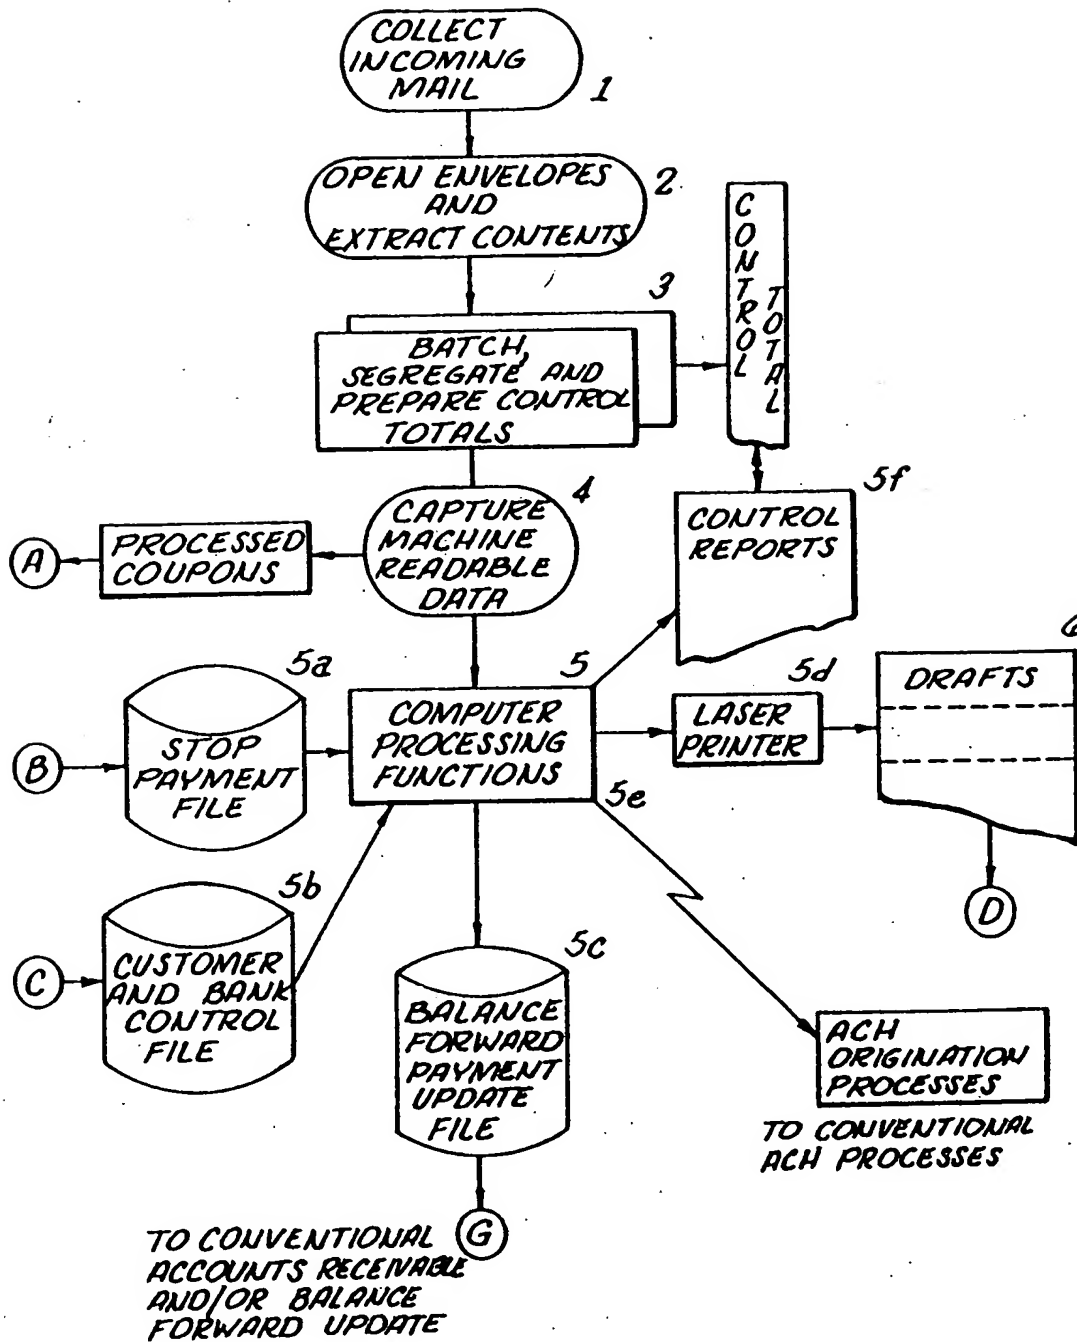 COLLECT
INCOMING
MAIL
1
OPEN ENVELOPES
AND
EXTRACT CONTENTS
2
BATCH,
SEGREGATE AND
PREPARE CONTROL
TOTALS
3
CONTROL
TOTAL
CAPTURE
MACHINE
READABLE
DATA
4
PROCESSED
COUPONS
A
CONTROL
REPORTS
5f
5a
STOP
PAYMENT
FILE
B
COMPUTER
PROCESSING
FUNCTIONS
5
5e
LASER
PRINTER
5d
DRAFTS
D
5b
CUSTOMER
AND BANK
CONTROL
FILE
C
5c
BALANCE
FORWARD
PAYMENT
UPDATE
FILE
ACH
ORIGINATION
PROCESSES
TO CONVENTIONAL
ACH PROCESSES
G
TO CONVENTIONAL
ACCOUNTS RECEIVABLE
AND/OR BALANCE
FORWARD UPDATE